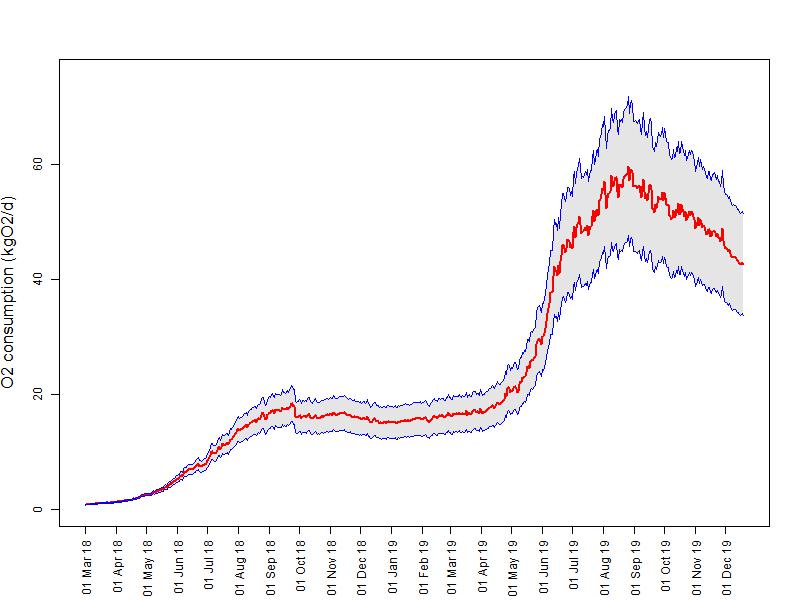 O2 consumption (kgO2/d)
60
40
20
0
01 Mar 18
01 Apr 18
01 May 18
01 Jun 18
01 Jul 18
01 Aug 18
01 Sep 18
01 Oct 18
01 Nov 18
01 Dec 18
01 Jan 19
01 Feb 19
01 Mar 19
01 Apr 19
01 May 19
01 Jun 19
01 Jul 19
01 Aug 19
01 Sep 19
01 Oct 19
01 Nov 19
01 Dec 19